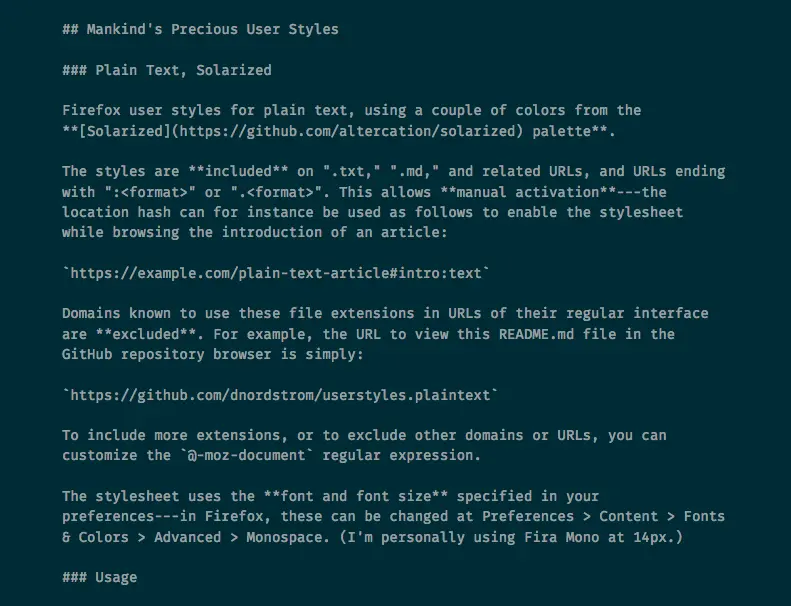 ## Mankind's Precious User Styles
### Plain Text, Solarized
Firefox user styles for plain text, using a couple of colors from the
**[Solarized](https://github.com/altercation/solarized) palette**.
The styles are **included** on ".txt," ".md," and related URLs, and URLs ending
with ":<format>" or ".<format>". This allows **manual activation**---the
location hash can for instance be used as follows to enable the stylesheet
while browsing the introduction of an article:
`https://example.com/plain-text-article#intro:text`
Domains known to use these file extensions in URLs of their regular interface
are **excluded**. For example, the URL to view this README.md file in the
GitHub repository browser is simply:
`https://github.com/dnordstrom/userstyles.plaintext`
To include more extensions, or to exclude other domains or URLs, you can
customize the `@-moz-document` regular expression.
The stylesheet uses the **font and font size** specified in your
preferences---in Firefox, these can be changed at Preferences > Content > Fonts
& Colors > Advanced > Monospace. (I'm personally using Fira Mono at 14px.)
### Usage